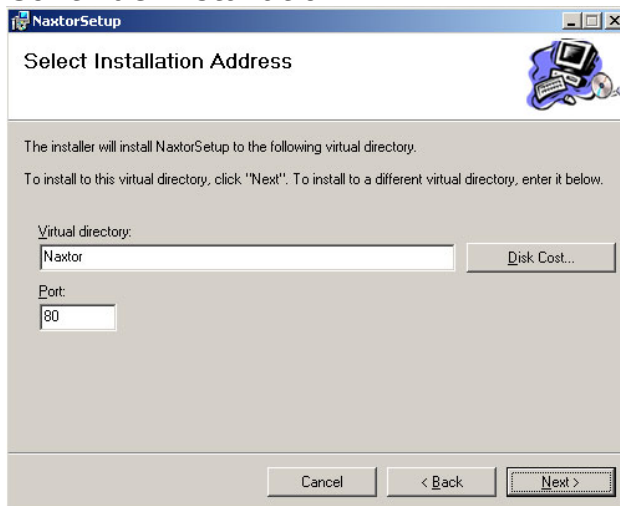 NaxtorSetup
Select Installation Address
The installer will install NaxtorSetup to the following virtual directory.
To install to this virtual directory, click "Next". To install to a different virtual directory, enter it below.
Virtual directory:
Naxtor
Disk Cost...
Port:
80
Cancel
< Back
Next >